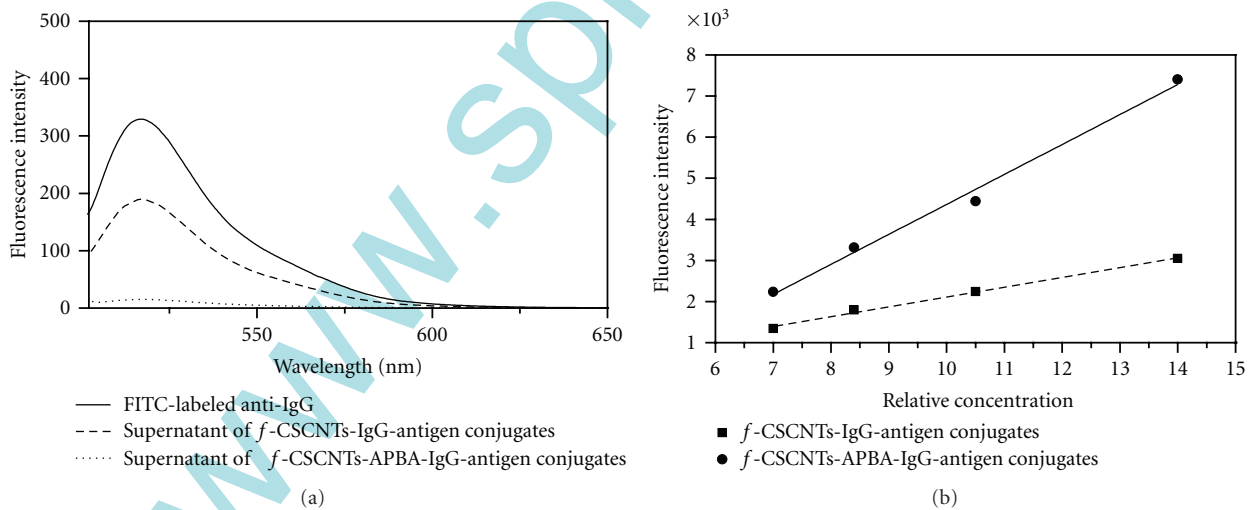 500
400
300
200
100
0
Fluorescence intensity
550
600
650
Wavelength (nm)
FITC-labeled anti-IgG
Supernatant of f-CSCNTs-IgG-antigen conjugates
Supernatant of f-CSCNTs-APBA-IgG-antigen conjugates
(a)
×10³
8
7
6
5
4
3
2
1
Fluorescence intensity
6 7 8 9 10 11 12 13 14 15
Relative concentration
f-CSCNTs-IgG-antigen conjugates
f-CSCNTs-APBA-IgG-antigen conjugates
(b)
www.spr